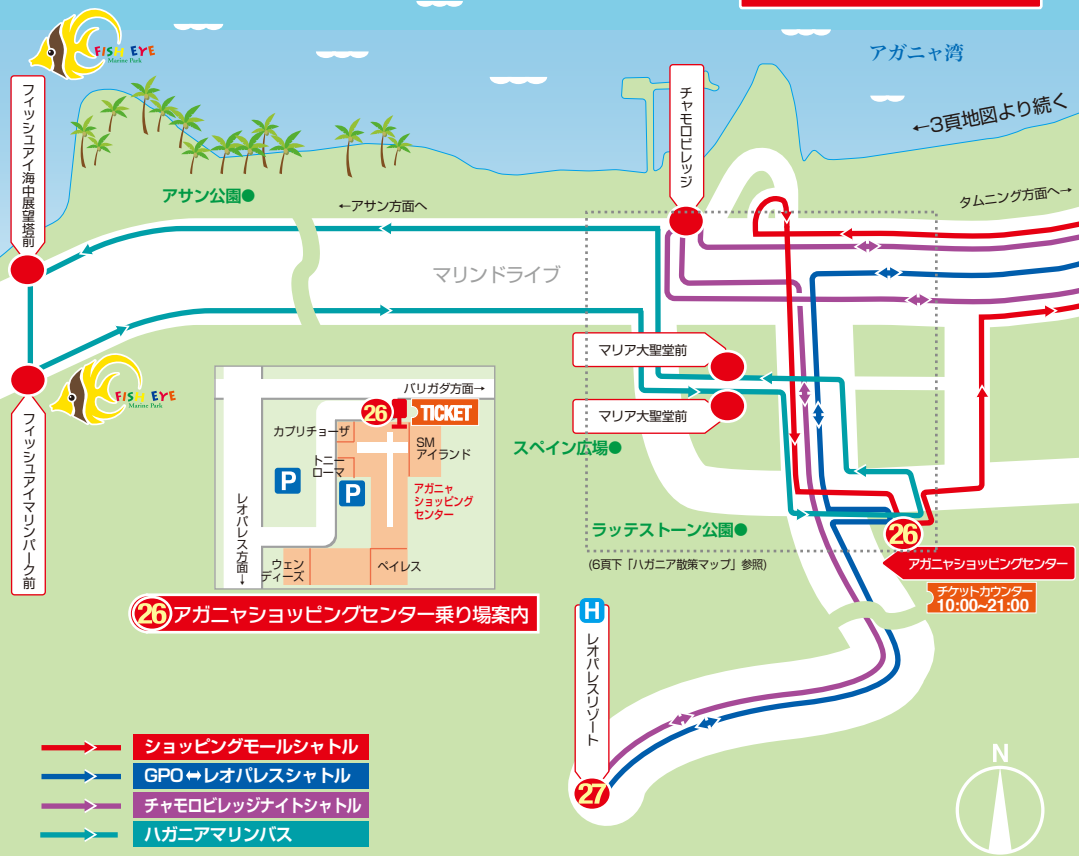 FISH EYE
Marine Park
アガニャ湾
←3頁地図より続く
フィッシュアイ海中展望塔前
チャモロビレッジ
アサン公園●
←アサン方面へ
タムニング方面へ→
マリンドライブ
マリア大聖堂前
マリア大聖堂前
FISH EYE
Marine Park
フィッシュアイマリンパーク前
バリガダ方面→
26
TICKET
カプリチョーザ
SM
アイランド
トニー
ローマ
P
P
アガニャ
ショッピング
センター
レオパレス方面→
ウェン
ディーズ
ペイレス
26 アガニャショッピングセンター乗り場案内
スペイン広場●
ラッテストーン公園●
(6頁下「ハガニア散策マップ」参照)
26
アガニャショッピングセンター
チケットカウンター
10:00~21:00
H
レオパレスリゾート
27
ショッピングモールシャトル
GPO⬌レオパレスシャトル
チャモロビレッジナイトシャトル
ハガニアマリンバス
N